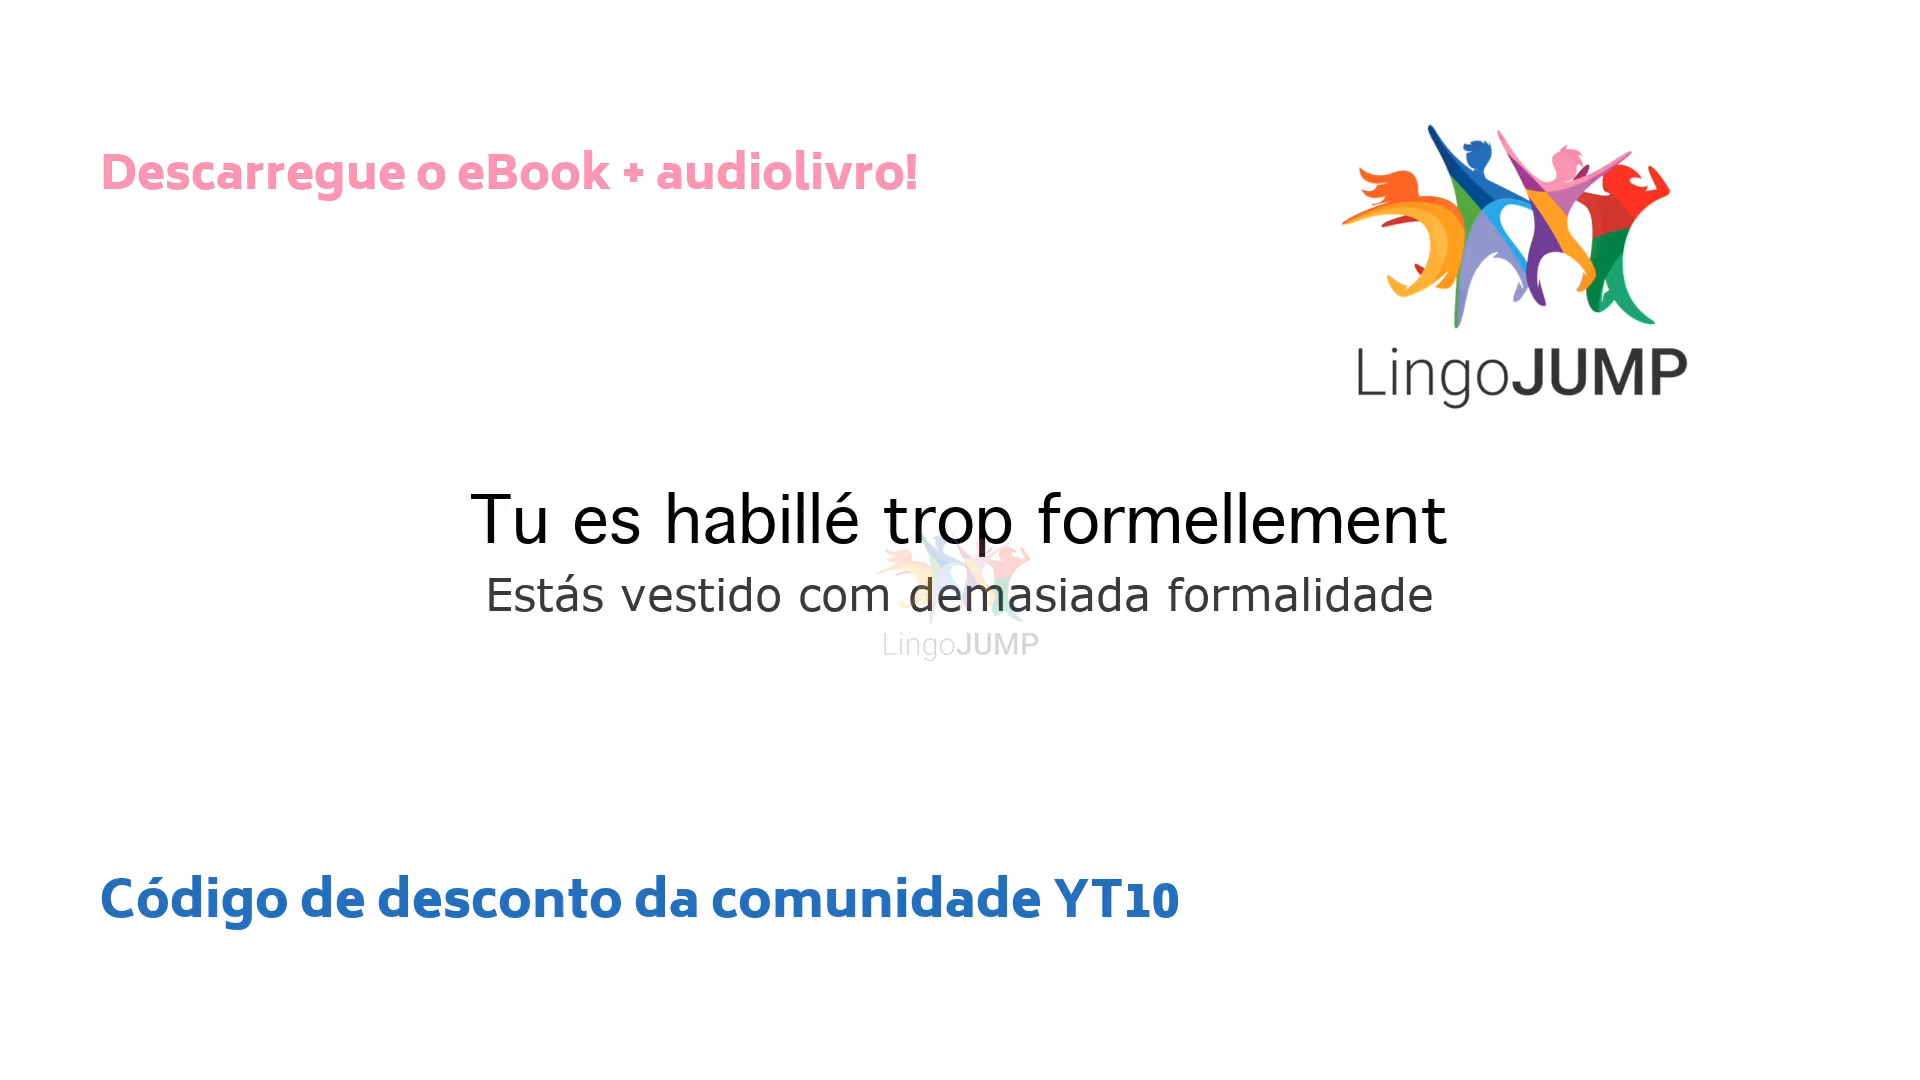 Descarregue o eBook + audiolivro!
LingoJUMP
Tu es habillé trop formellement
Estás vestido com demasiada formalidade
LingoJUMP
Código de desconto da comunidade YT10